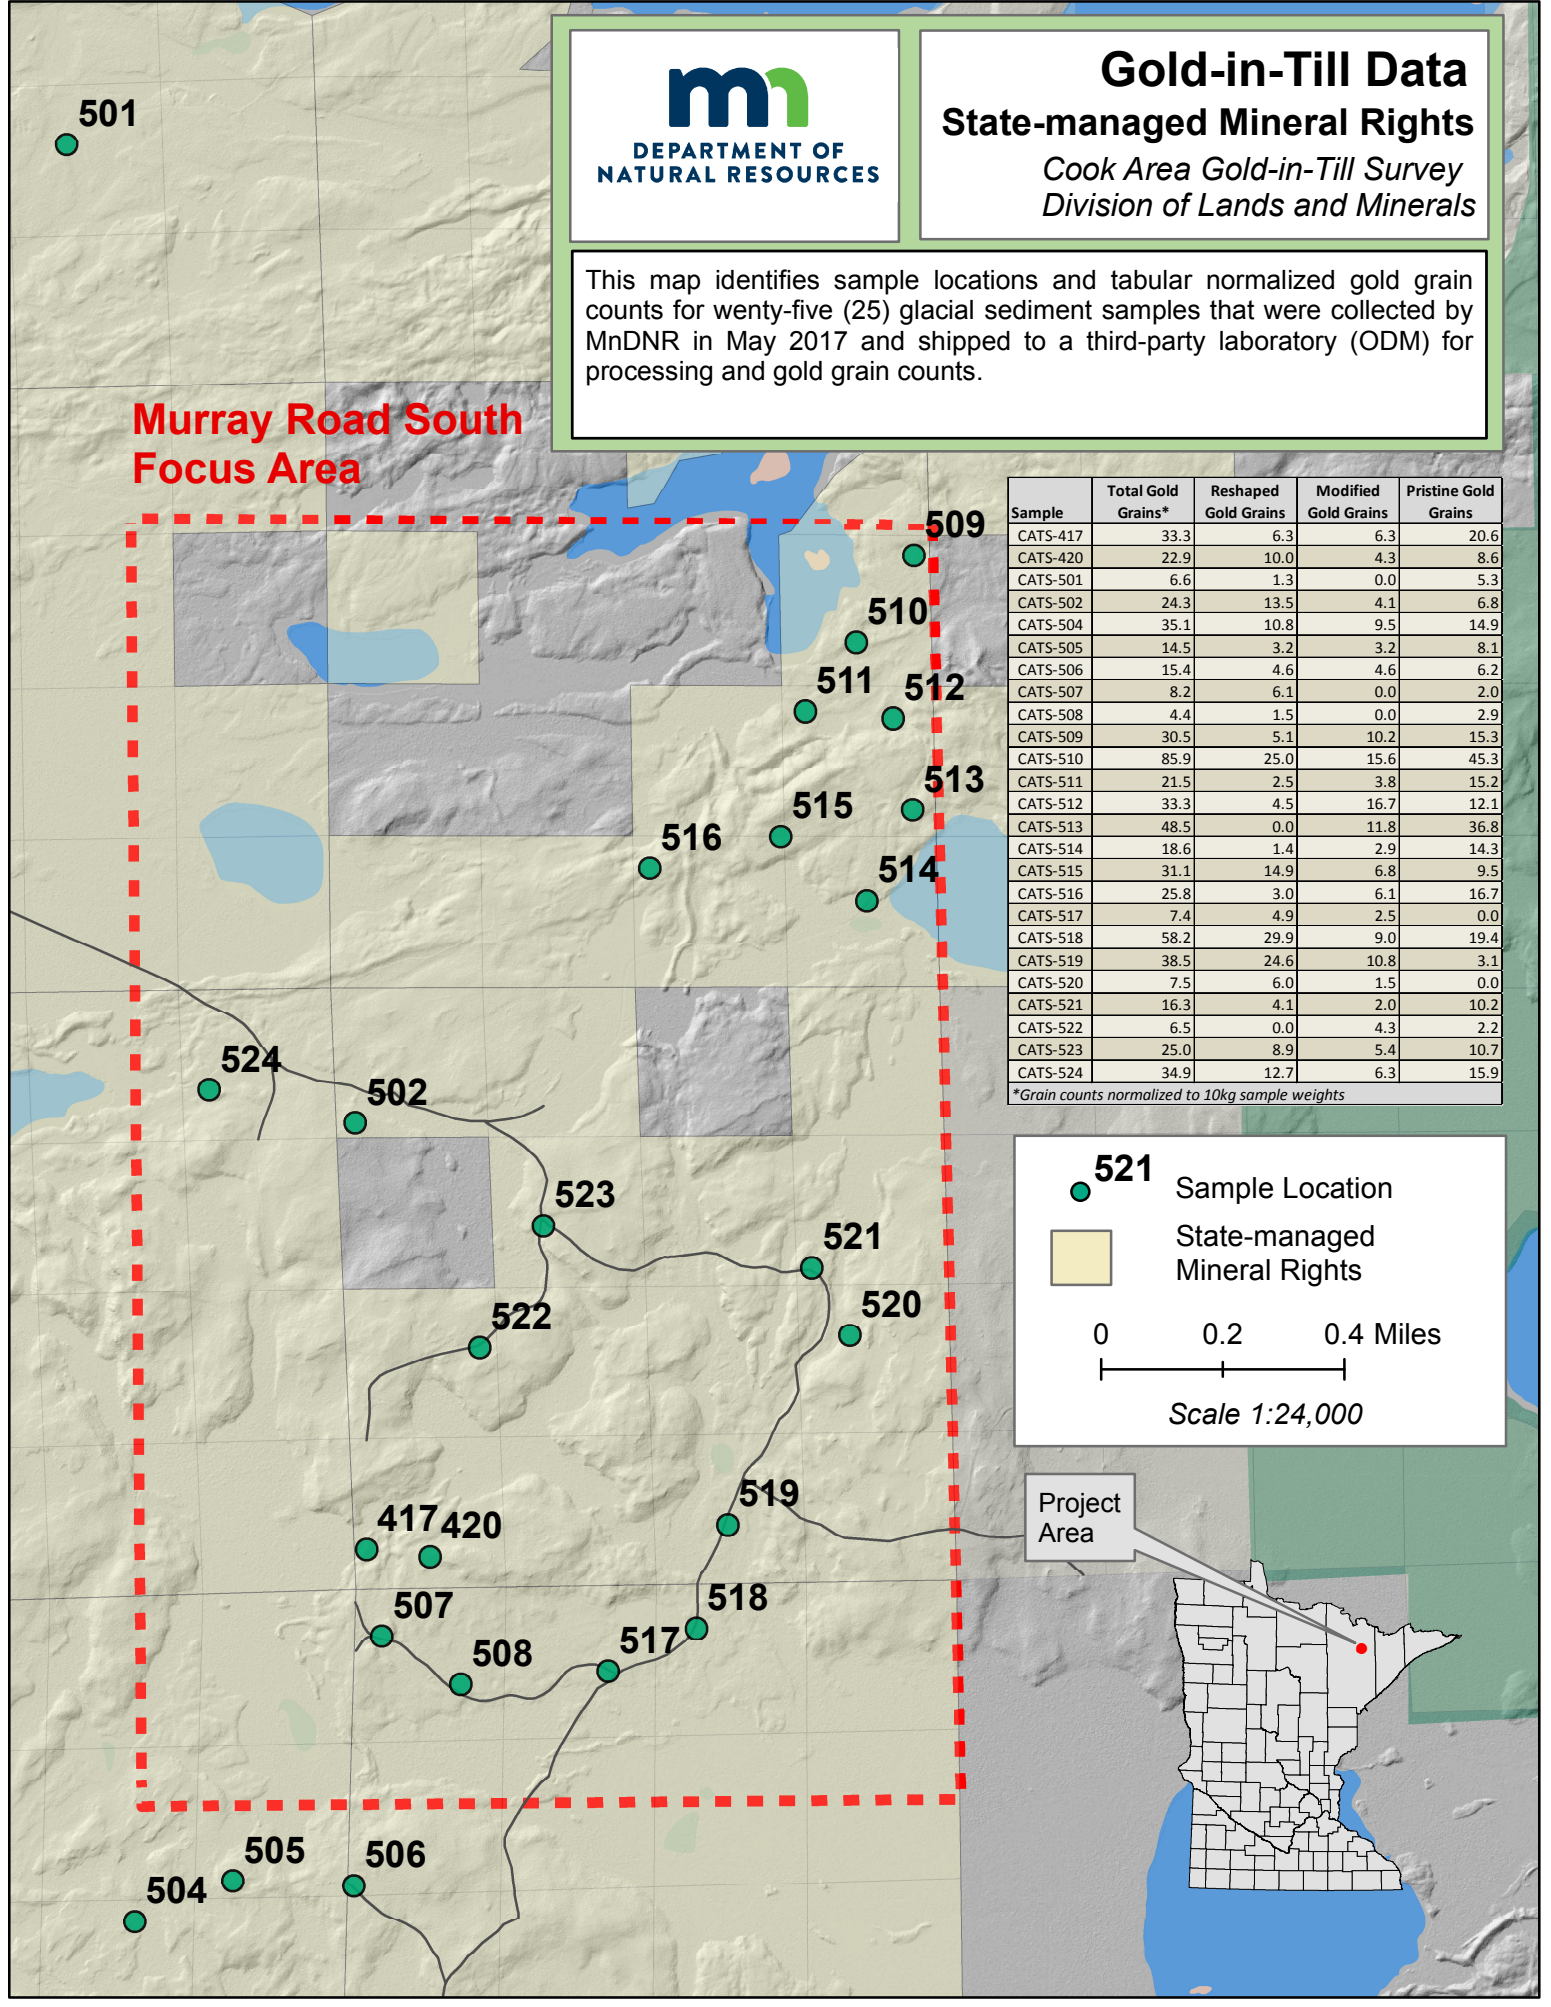 mn
DEPARTMENT OF
NATURAL RESOURCES
Gold-in-Till Data
State-managed Mineral Rights
Cook Area Gold-in-Till Survey
Division of Lands and Minerals
This map identifies sample locations and tabular normalized gold grain
counts for wenty-five (25) glacial sediment samples that were collected by
MnDNR in May 2017 and shipped to a third-party laboratory (ODM) for
processing and gold grain counts.
501
Murray Road South
Focus Area
509
510
511
512
513
515
516
514
524
502
523
521
520
522
519
417
420
507
518
517
508
505
506
504
Sample Total Gold Grains* Reshaped Gold Grains Modified Gold Grains Pristine Gold Grains
CATS-417 33.3 6.3 6.3 20.6
CATS-420 22.9 10.0 4.3 8.6
CATS-501 6.6 1.3 0.0 5.3
CATS-502 24.3 13.5 4.1 6.8
CATS-504 35.1 10.8 9.5 14.9
CATS-505 14.5 3.2 3.2 8.1
CATS-506 15.4 4.6 4.6 6.2
CATS-507 8.2 6.1 0.0 2.0
CATS-508 4.4 1.5 0.0 2.9
CATS-509 30.5 5.1 10.2 15.3
CATS-510 85.9 25.0 15.6 45.3
CATS-511 21.5 2.5 3.8 15.2
CATS-512 33.3 4.5 16.7 12.1
CATS-513 48.5 0.0 11.8 36.8
CATS-514 18.6 1.4 2.9 14.3
CATS-515 31.1 14.9 6.8 9.5
CATS-516 25.8 3.0 6.1 16.7
CATS-517 7.4 4.9 2.5 0.0
CATS-518 58.2 29.9 9.0 19.4
CATS-519 38.5 24.6 10.8 3.1
CATS-520 7.5 6.0 1.5 0.0
CATS-521 16.3 4.1 2.0 10.2
CATS-522 6.5 0.0 4.3 2.2
CATS-523 25.0 8.9 5.4 10.7
CATS-524 34.9 12.7 6.3 15.9
*Grain counts normalized to 10kg sample weights
521 Sample Location
State-managed
Mineral Rights
0 0.2 0.4 Miles
Scale 1:24,000
Project
Area